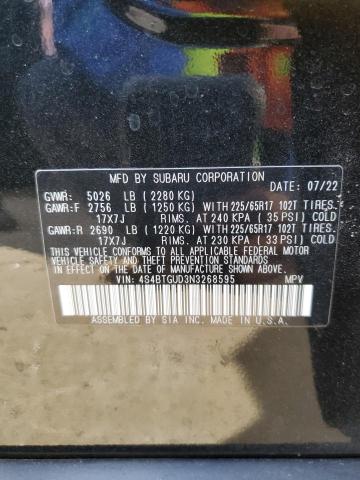 MFD BY SUBARU CORPORATION
DATE: 07/22
GVWR: 5026 LB (2280 KG)
GAWR:F 2756 LB (1250 KG) WITH 225/65R17 102T TIRES.
17X7J RIMS. AT 240 KPA (35 PSI) COLD
GAWR:R 2690 LB (1220 KG) WITH 225/65R17 102T TIRES.
17X7J RIMS. AT 230 KPA (33 PSI) COLD
THIS VEHICLE CONFORMS TO ALL APPLICABLE FEDERAL MOTOR
VEHICLE SAFETY AND THEFT PREVENTION STANDARDS
IN EFFECT ON THE DATE OF MANUFACTURE SHOWN ABOVE.
VIN: 4S4BTGUD3N3268595 MPV
ASSEMBLED BY SIA INC. MADE IN U.S.A.